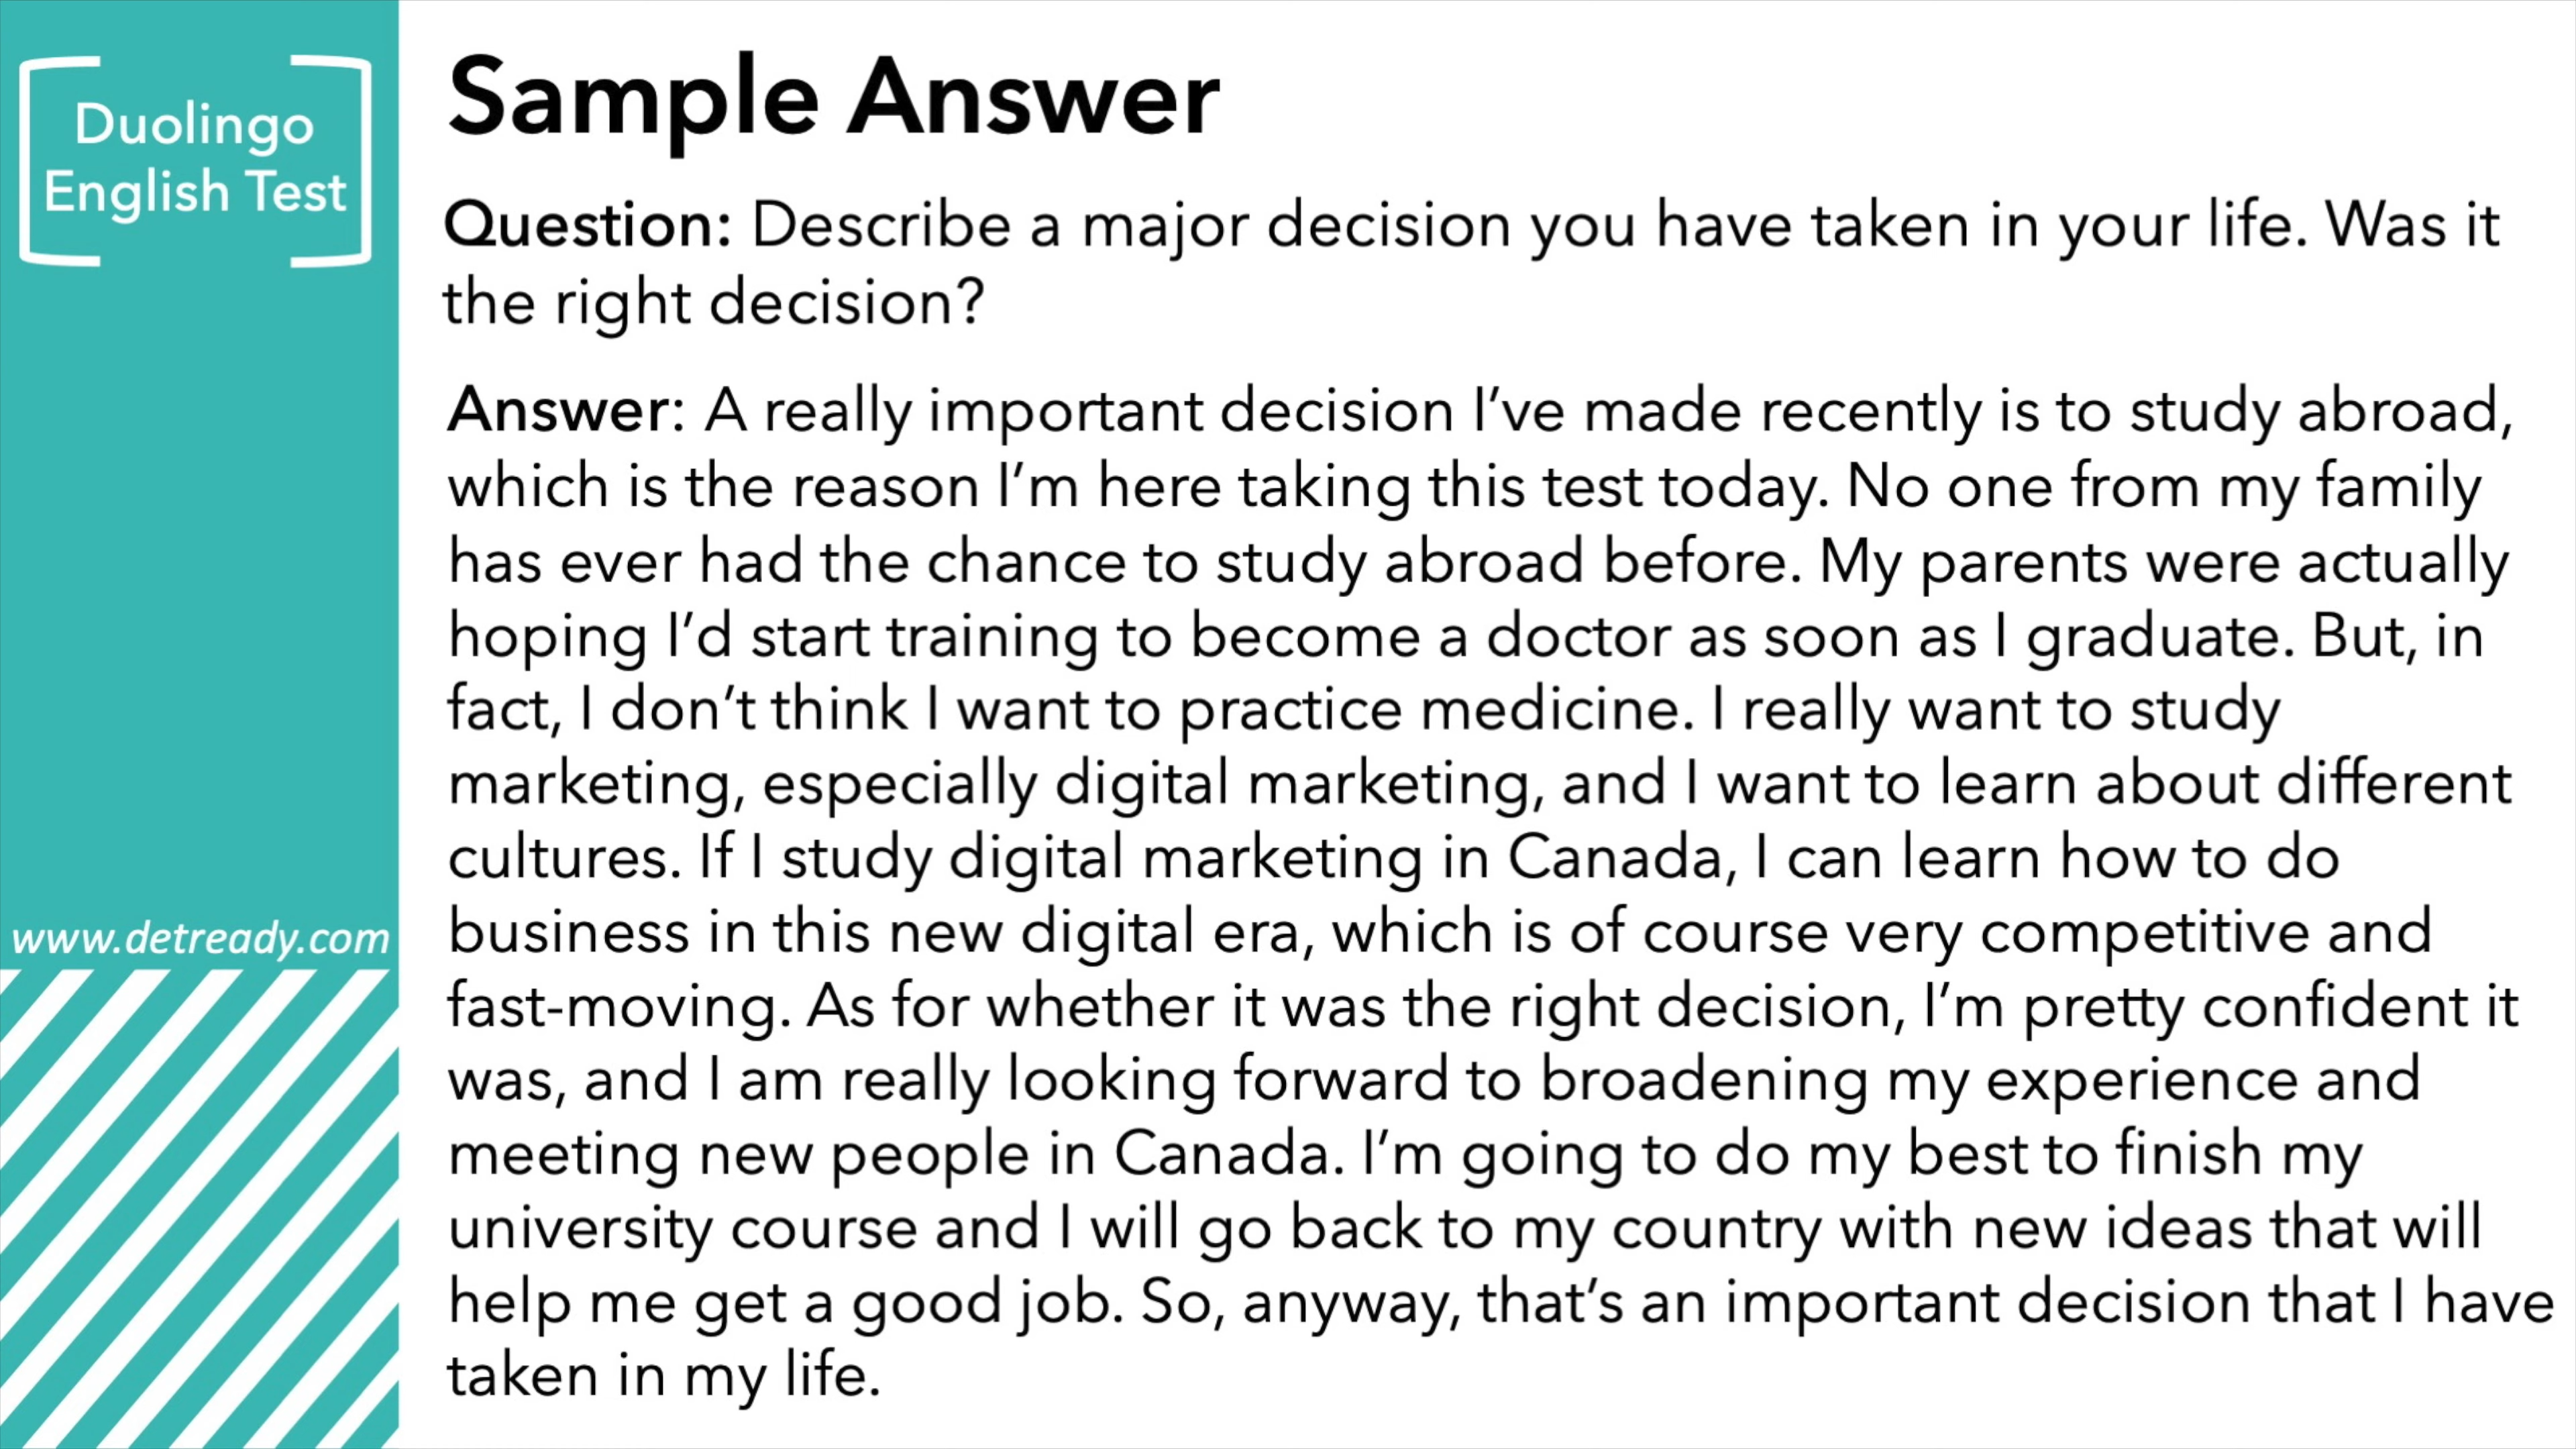 Duolingo
English Test
www.detready.com
Sample Answer
Question: Describe a major decision you have taken in your life. Was it
the right decision?
Answer: A really important decision I’ve made recently is to study abroad,
which is the reason I’m here taking this test today. No one from my family
has ever had the chance to study abroad before. My parents were actually
hoping I’d start training to become a doctor as soon as I graduate. But, in
fact, I don’t think I want to practice medicine. I really want to study
marketing, especially digital marketing, and I want to learn about different
cultures. If I study digital marketing in Canada, I can learn how to do
business in this new digital era, which is of course very competitive and
fast-moving. As for whether it was the right decision, I’m pretty confident it
was, and I am really looking forward to broadening my experience and
meeting new people in Canada. I’m going to do my best to finish my
university course and I will go back to my country with new ideas that will
help me get a good job. So, anyway, that’s an important decision that I have
taken in my life.